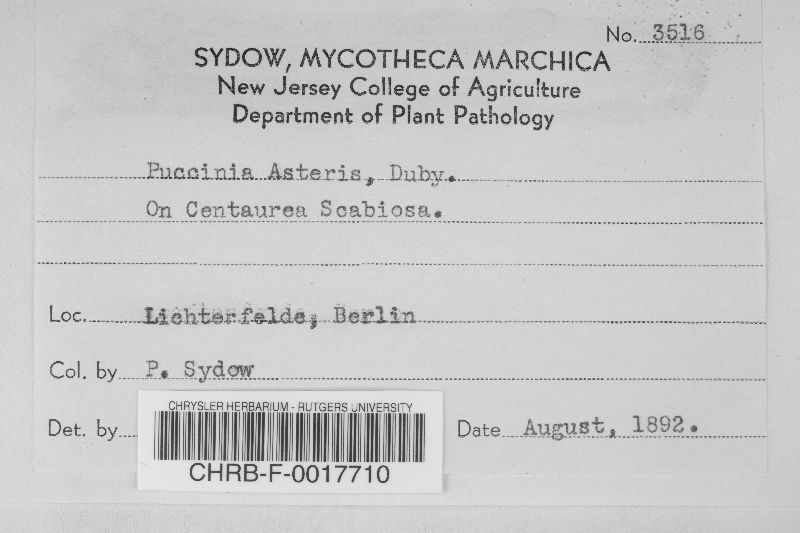 No. 3516
SYDOW, MYCOTHECA MARCHICA
New Jersey College of Agriculture
Department of Plant Pathology
Puccinia Asteris, Duby.
On Centaurea Scabiosa.
Loc. Lichterfelde, Berlin
Col. by P. Sydow
Det. by
Date August, 1892.
CHRYSLER HERBARIUM - RUTGERS UNIVERSITY
CHRB-F-0017710